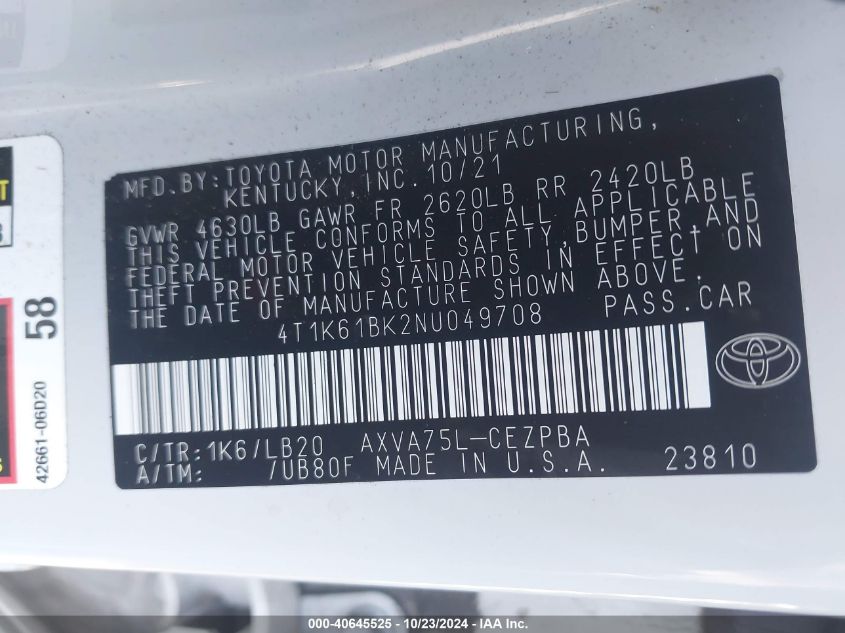 MFD. BY: TOYOTA MOTOR MANUFACTURING,
KENTUCKY, INC. 10/21
GVWR 4630LB GAWR FR 2620LB RR 2420LB
THIS VEHICLE CONFORMS TO ALL APPLICABLE
FEDERAL MOTOR VEHICLE SAFETY, BUMPER, AND
THEFT PREVENTION STANDARDS IN EFFECT ON
THE DATE OF MANUFACTURE SHOWN ABOVE.
4T1K61BK2NU049708 PASS. CAR
C/TR: 1K6/LB20 AXVA75L-CEZPBA
A/TM: /UB80F MADE IN U.S.A. 23810
58
42661-06D20
000-40645525 - 10/23/2024 - IAA Inc.